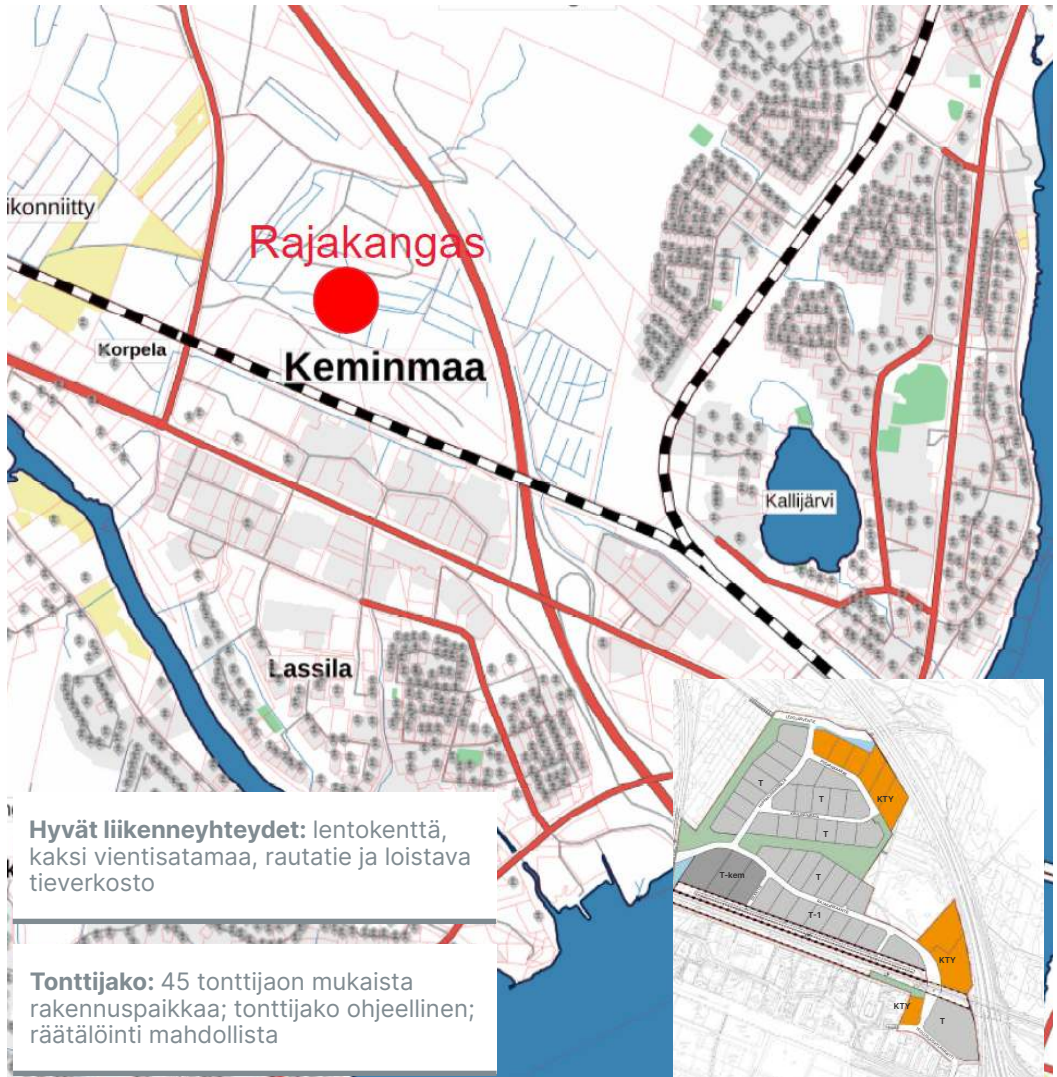 ikonniitty
Rajakangas
Korpela
Keminmaa
Kallijärvi
Lassila
Hyvät liikenneyhteydet: lentokenttä,
kaksi vientisatamaa, rautatie ja loistava
tieverkosto
Tonttijako: 45 tonttijaon mukaista
rakennuspaikkaa; tonttijako ohjeellinen;
räätälöinti mahdollista
T
T
KTY
T
T-kem
T
T-1
KTY
KTY
T